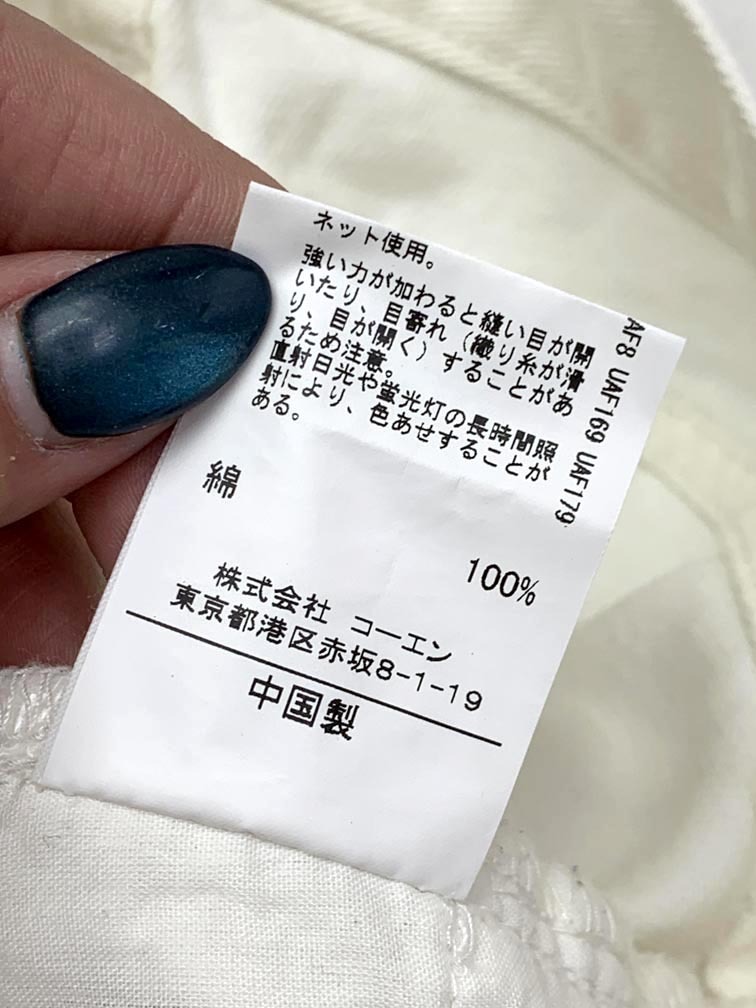 ネット使用。
強い力が加わると縫い目が開
いたり、目寄れ（織り糸が滑
り、目が開く）することがあ
るため注意。
直射日光や蛍光灯の長時間照
射により、色あせすることが
ある。
綿
100%
株式会社 コーエン
東京都港区赤坂8-1-19
中国製
AF8 UAF169 UAF179